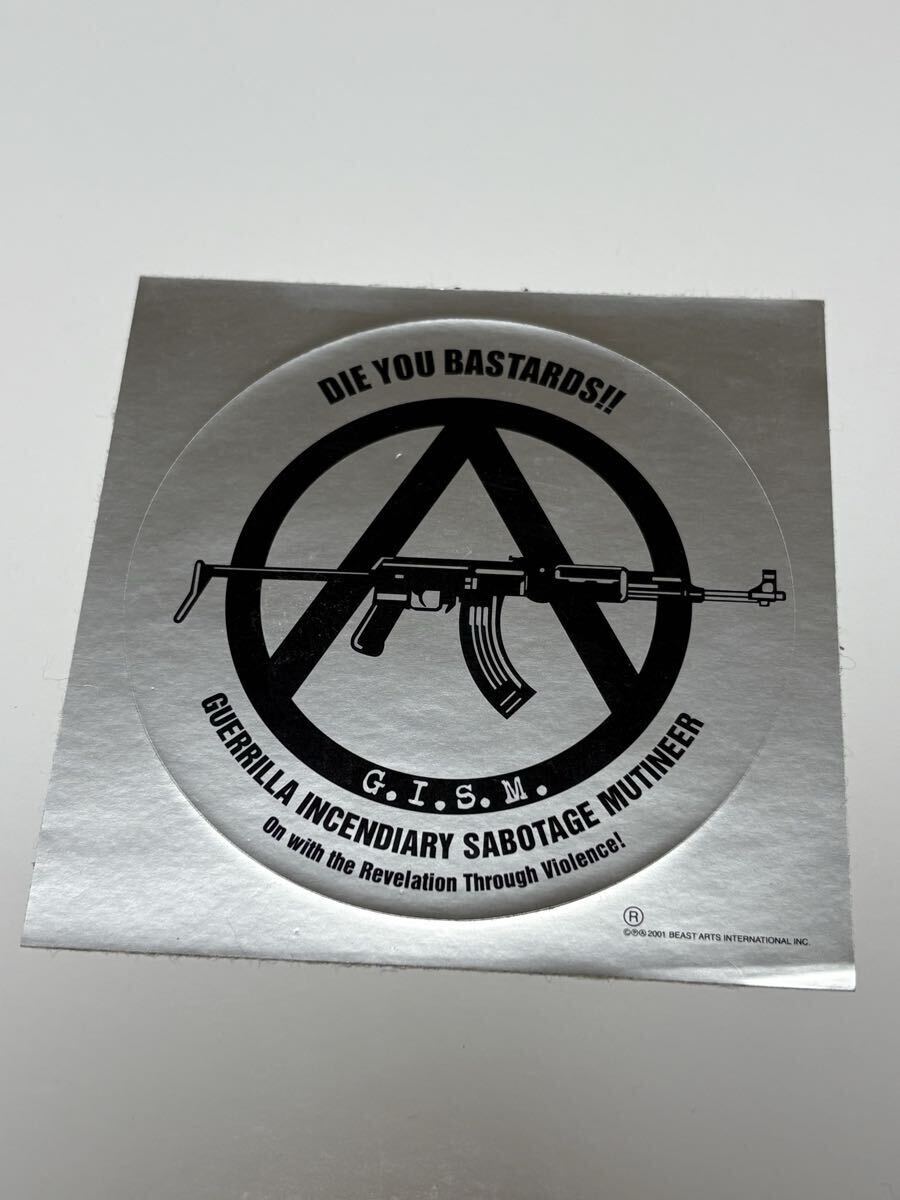 DIE YOU BASTARDS!!
G.I.S.M.
GUERRILLA INCENDIARY SABOTAGE MUTINEER
On with the Revelation Through Violence!
®
©℗Ⓐ 2001 BEAST ARTS INTERNATIONAL INC.